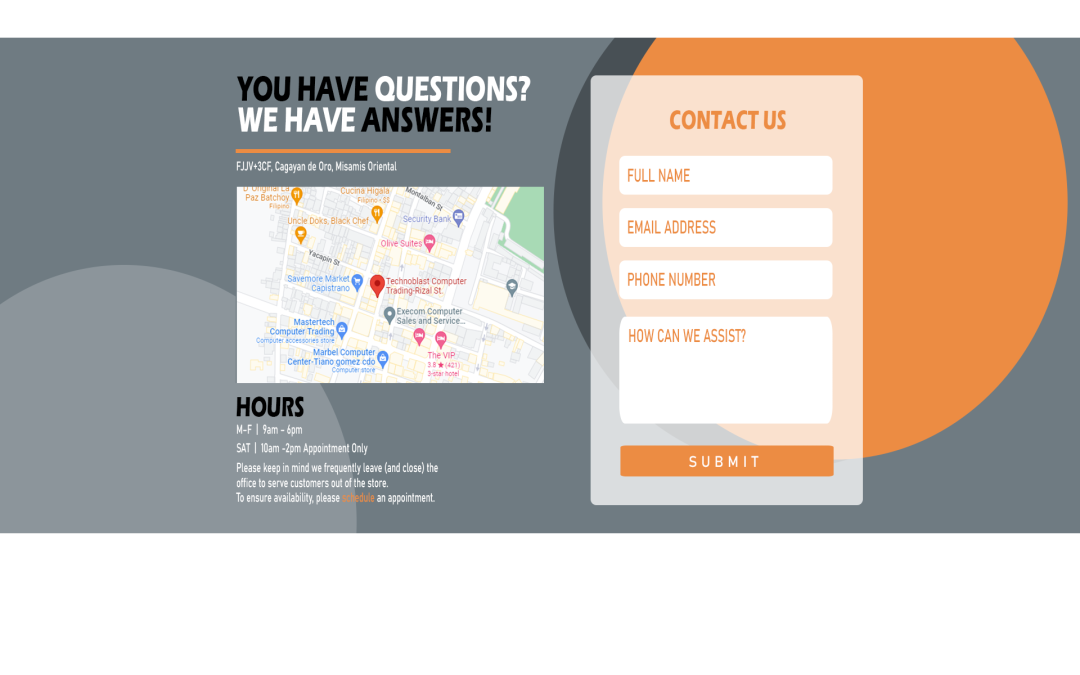 YOU HAVE QUESTIONS?
WE HAVE ANSWERS!
FJJV+3CF, Cagayan de Oro, Misamis Oriental
D' Original La
Paz Batchoy
Filipino
Cucina Higala
Filipino • $$
Montalban St
Uncle Doks, Black Chef
Security Bank
Olive Suites
Yacapin St
Savemore Market
Capistrano
Technoblast Computer
Trading-Rizal St.
Execom Computer
Sales and Service...
Mastertech
Computer Trading
Computer accessories store
Marbel Computer
Center-Tiano gomez cdo
Computer store
The VIP
3.8 ★ (421)
3-star hotel
HOURS
M-F | 9am - 6pm
SAT | 10am -2pm Appointment Only
Please keep in mind we frequently leave (and close) the
office to serve customers out of the store.
To ensure availability, please schedule an appointment.
CONTACT US
FULL NAME
EMAIL ADDRESS
PHONE NUMBER
HOW CAN WE ASSIST?
SUBMIT